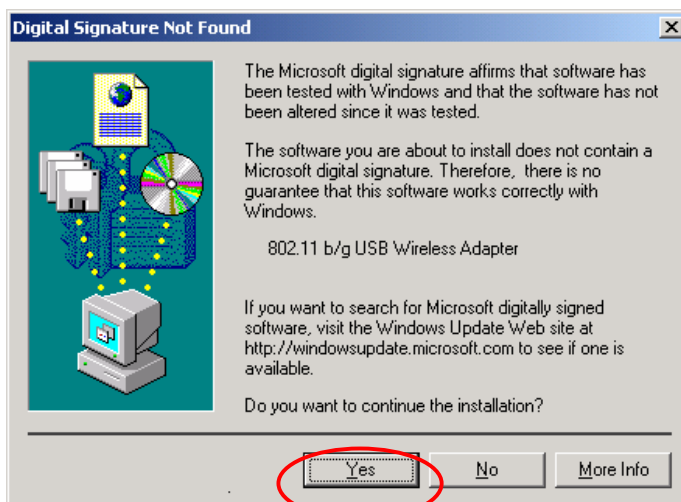 Digital Signature Not Found
The Microsoft digital signature affirms that software has
been tested with Windows and that the software has not
been altered since it was tested.
The software you are about to install does not contain a
Microsoft digital signature. Therefore, there is no
guarantee that this software works correctly with
Windows.
802.11 b/g USB Wireless Adapter
If you want to search for Microsoft digitally signed
software, visit the Windows Update Web site at
http://windowsupdate.microsoft.com to see if one is
available.
Do you want to continue the installation?
Yes No More Info